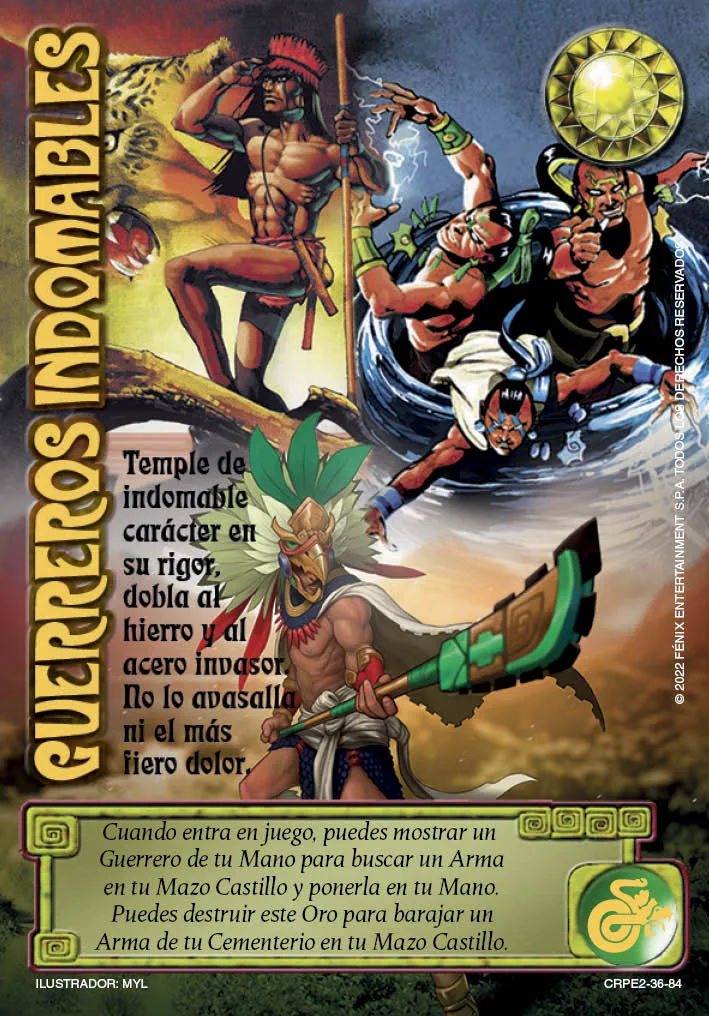 GUERREROS INDOMABLES
Temple de
indomable
carácter en
su rigor,
dobla al
hierro y al
acero invasor.
No lo avasalla
ni el más
fiero dolor.
© 2022 FÉNIX ENTERTAINMENT S.P.A. TODOS LOS DERECHOS RESERVADOS
Cuando entra en juego, puedes mostrar un
Guerrero de tu Mano para buscar un Arma
en tu Mazo Castillo y ponerla en tu Mano.
Puedes destruir este Oro para barajar un
Arma de tu Cementerio en tu Mazo Castillo.
ILUSTRADOR: MYL
CRPE2-36-84